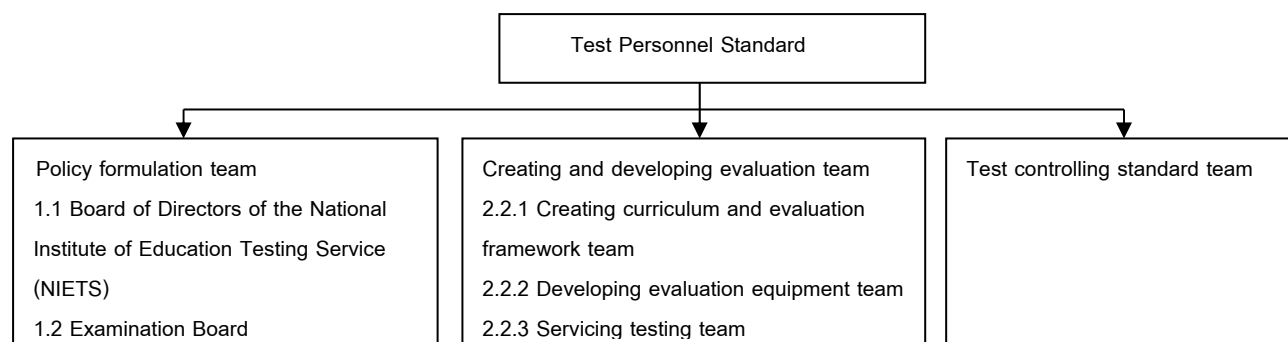 Test Personnel Standard
Policy formulation team
1.1 Board of Directors of the National
Institute of Education Testing Service
(NIETS)
1.2 Examination Board
Creating and developing evaluation team
2.2.1 Creating curriculum and evaluation
framework team
2.2.2 Developing evaluation equipment team
2.2.3 Servicing testing team
Test controlling standard team